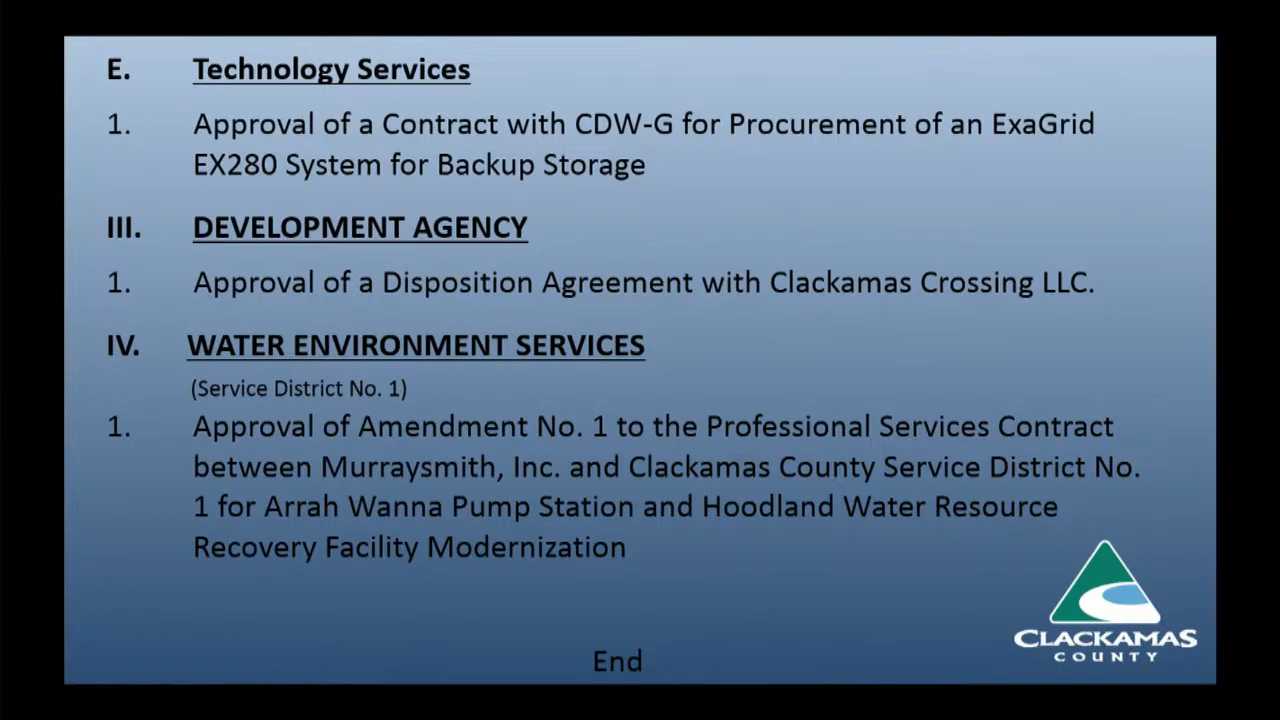 E. Technology Services
1. Approval of a Contract with CDW-G for Procurement of an ExaGrid
EX280 System for Backup Storage
III. DEVELOPMENT AGENCY
1. Approval of a Disposition Agreement with Clackamas Crossing LLC.
IV. WATER ENVIRONMENT SERVICES
(Service District No. 1)
1. Approval of Amendment No. 1 to the Professional Services Contract
between Murraysmith, Inc. and Clackamas County Service District No.
1 for Arrah Wanna Pump Station and Hoodland Water Resource
Recovery Facility Modernization
CLACKAMAS
COUNTY
End